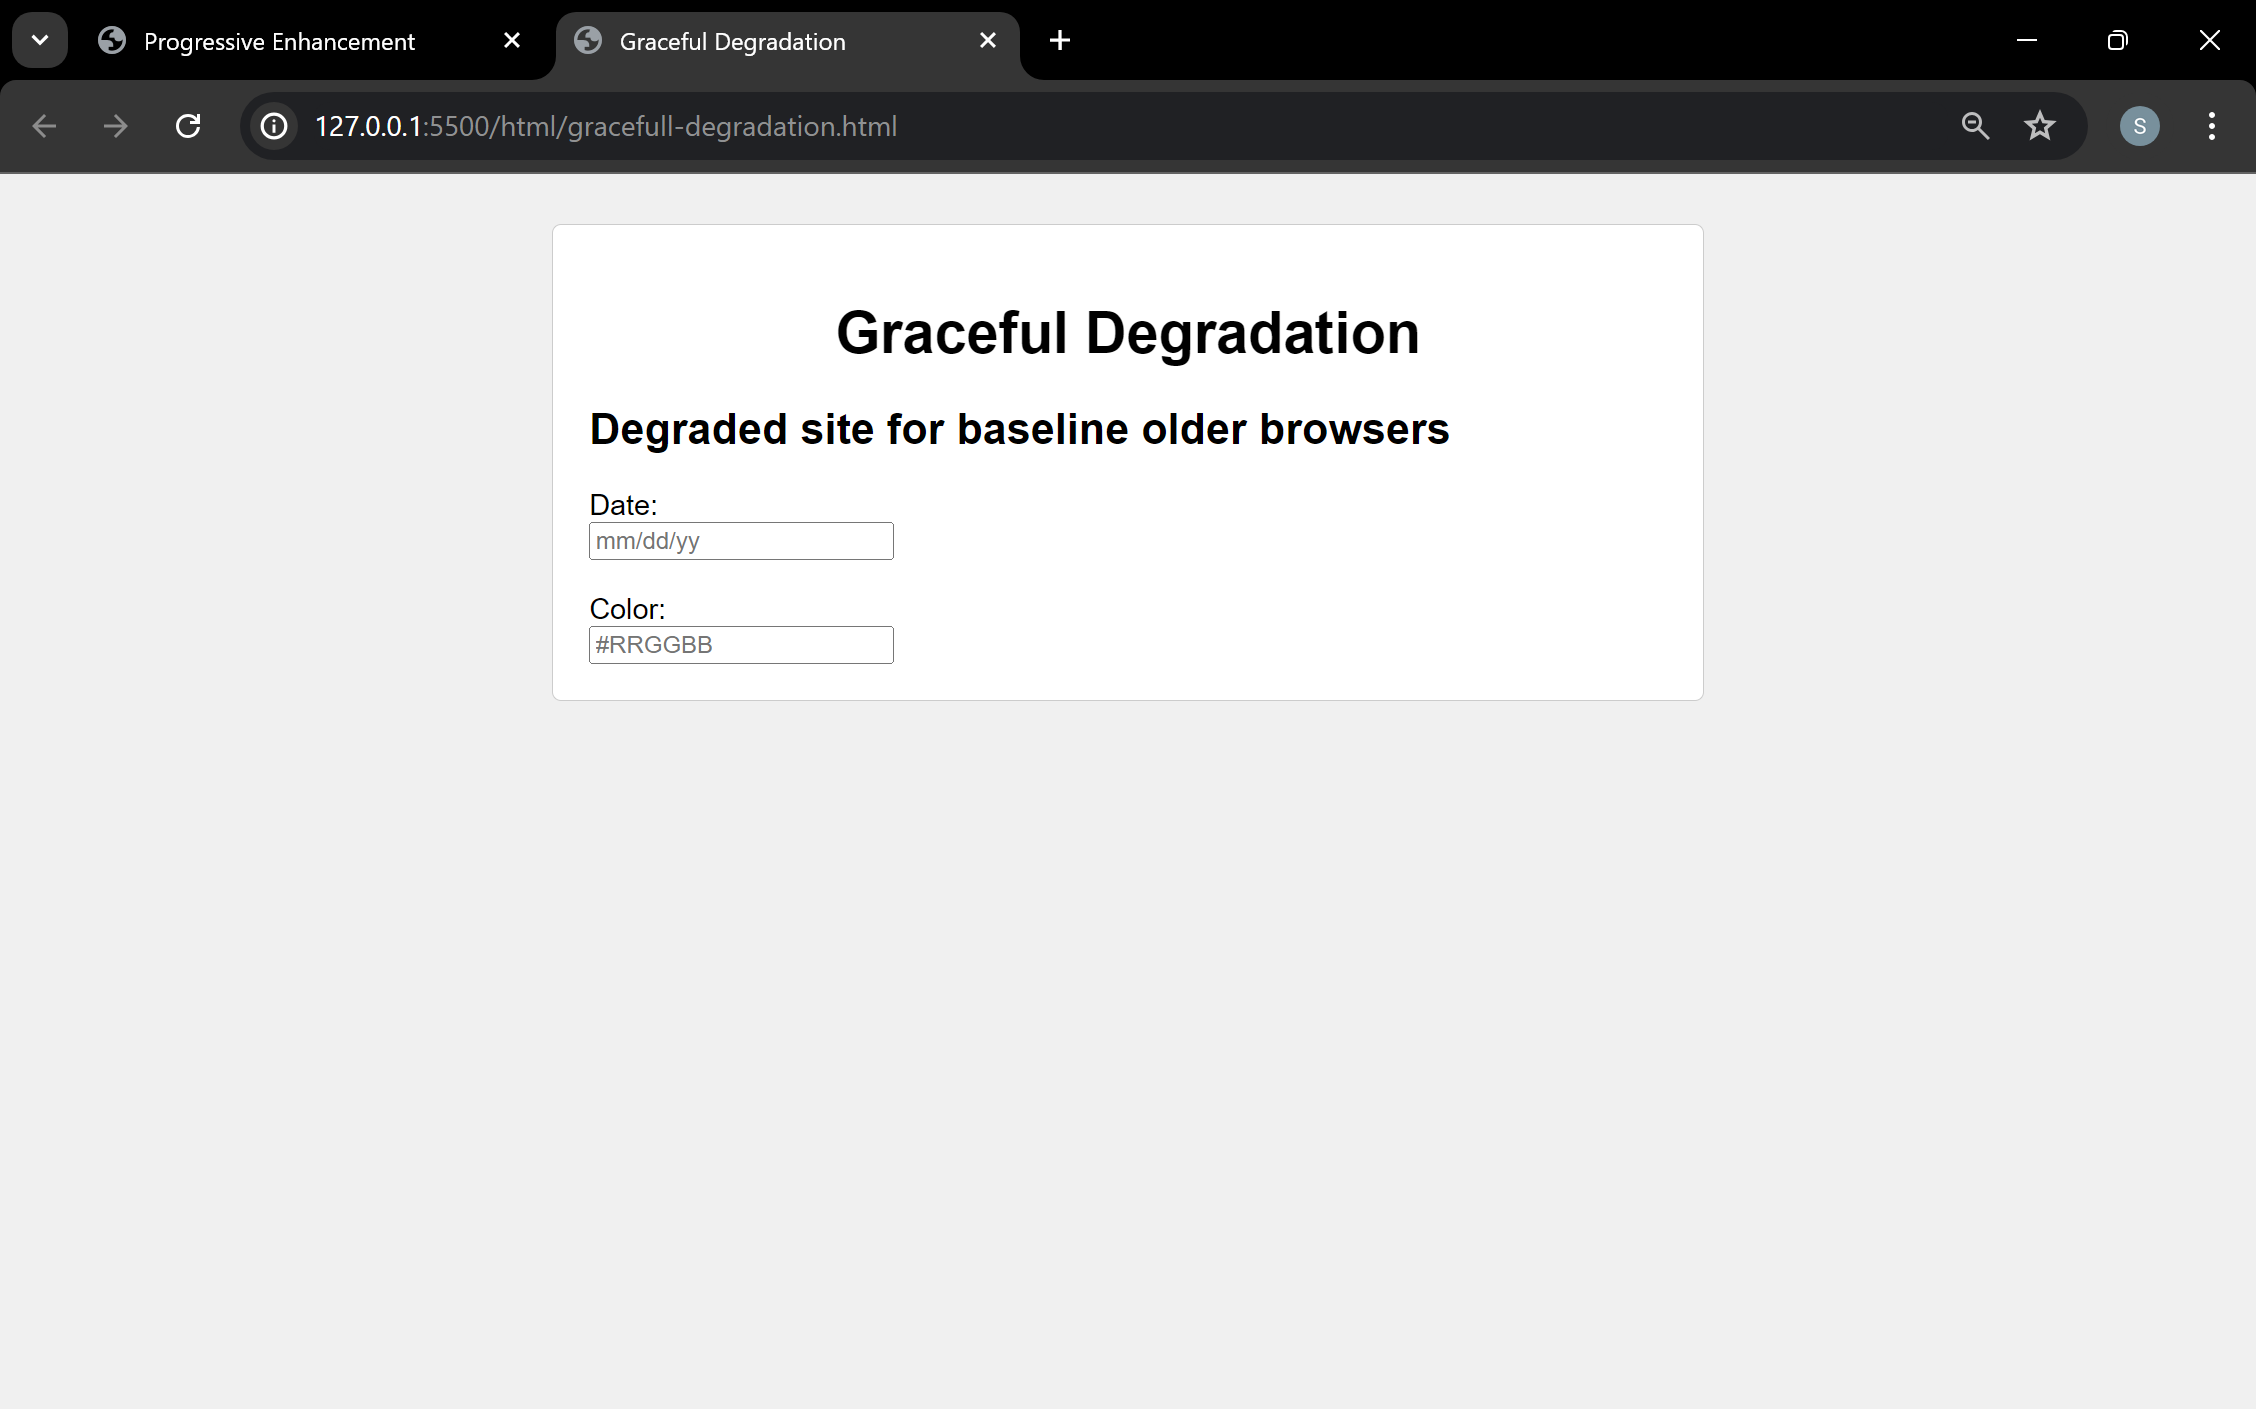 Progressive Enhancement
Graceful Degradation
127.0.0.1:5500/html/gracefull-degradation.html
S
Graceful Degradation
Degraded site for baseline older browsers
Date:
mm/dd/yy
Color:
#RRGGBB